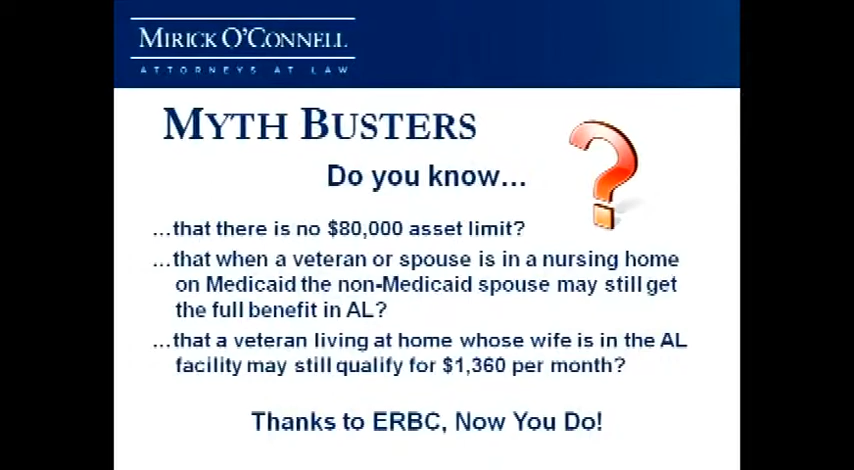 MIRICK O'CONNELL
ATTORNEYS AT LAW
MYTH BUSTERS
Do you know...
...that there is no $80,000 asset limit?
...that when a veteran or spouse is in a nursing home
on Medicaid the non-Medicaid spouse may still get
the full benefit in AL?
...that a veteran living at home whose wife is in the AL
facility may still qualify for $1,360 per month?
Thanks to ERBC, Now You Do!